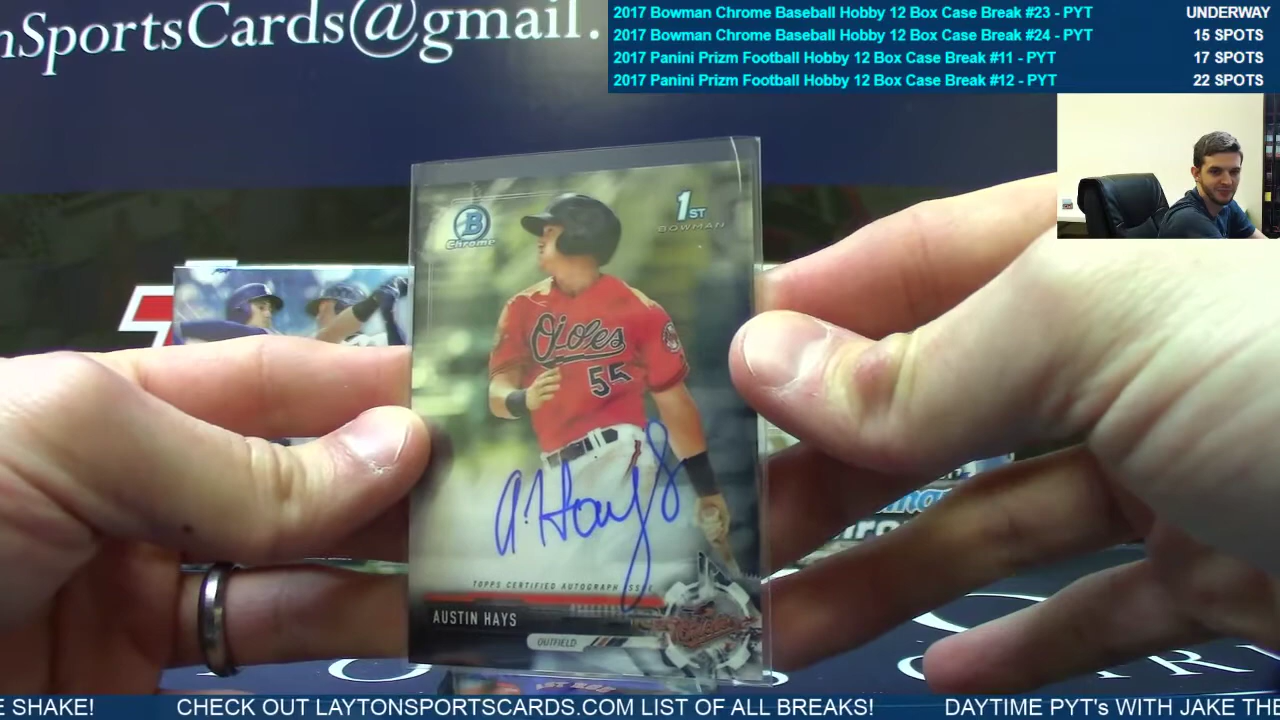 nSportsCards@gmail.
2017 Bowman Chrome Baseball Hobby 12 Box Case Break #23 - PYT UNDERWAY
2017 Bowman Chrome Baseball Hobby 12 Box Case Break #24 - PYT 15 SPOTS
2017 Panini Prizm Football Hobby 12 Box Case Break #11 - PYT 17 SPOTS
2017 Panini Prizm Football Hobby 12 Box Case Break #12 - PYT 22 SPOTS
B
Chrome
1ST
BOWMAN
Orioles
55
A. Hays
TOPPS CERTIFIED AUTOGRAPH ISSUE
AUSTIN HAYS
OUTFIELD
E SHAKE! CHECK OUT LAYTONSPORTSCARDS.COM LIST OF ALL BREAKS! DAYTIME PYT's WITH JAKE THE